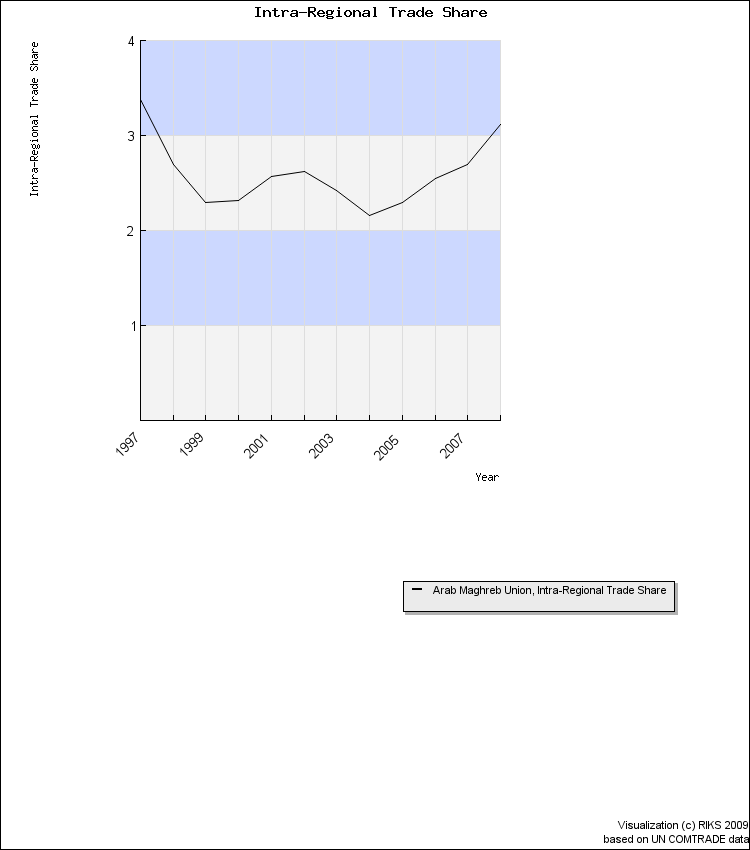 Intra-Regional Trade Share
Intra-Regional Trade Share
4
3
2
1
1997
1999
2001
2003
2005
2007
Year
Arab Maghreb Union, Intra-Regional Trade Share
Visualization (c) RIKS 2009
based on UN COMTRADE data